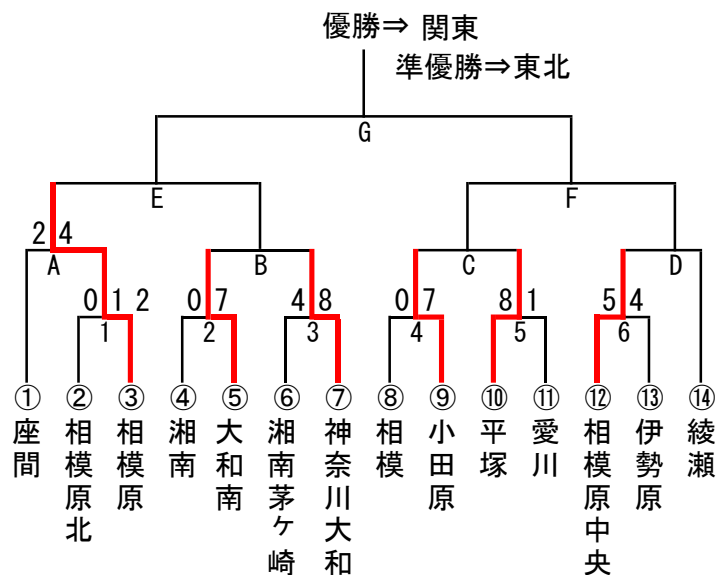 優勝⇒ 関東
準優勝⇒東北
G
E F
2 4
A B C D
0 1 2 0 7 4 8 0 7 8 1 5 4
1 2 3 4 5 6
① ② ③ ④ ⑤ ⑥ ⑦ ⑧ ⑨ ⑩ ⑪ ⑫ ⑬ ⑭
座間
相模原北
相模原
湘南
大和南
湘南茅ケ崎
神奈川大和
相模
小田原
平塚
愛川
相模原中央
伊勢原
綾瀬